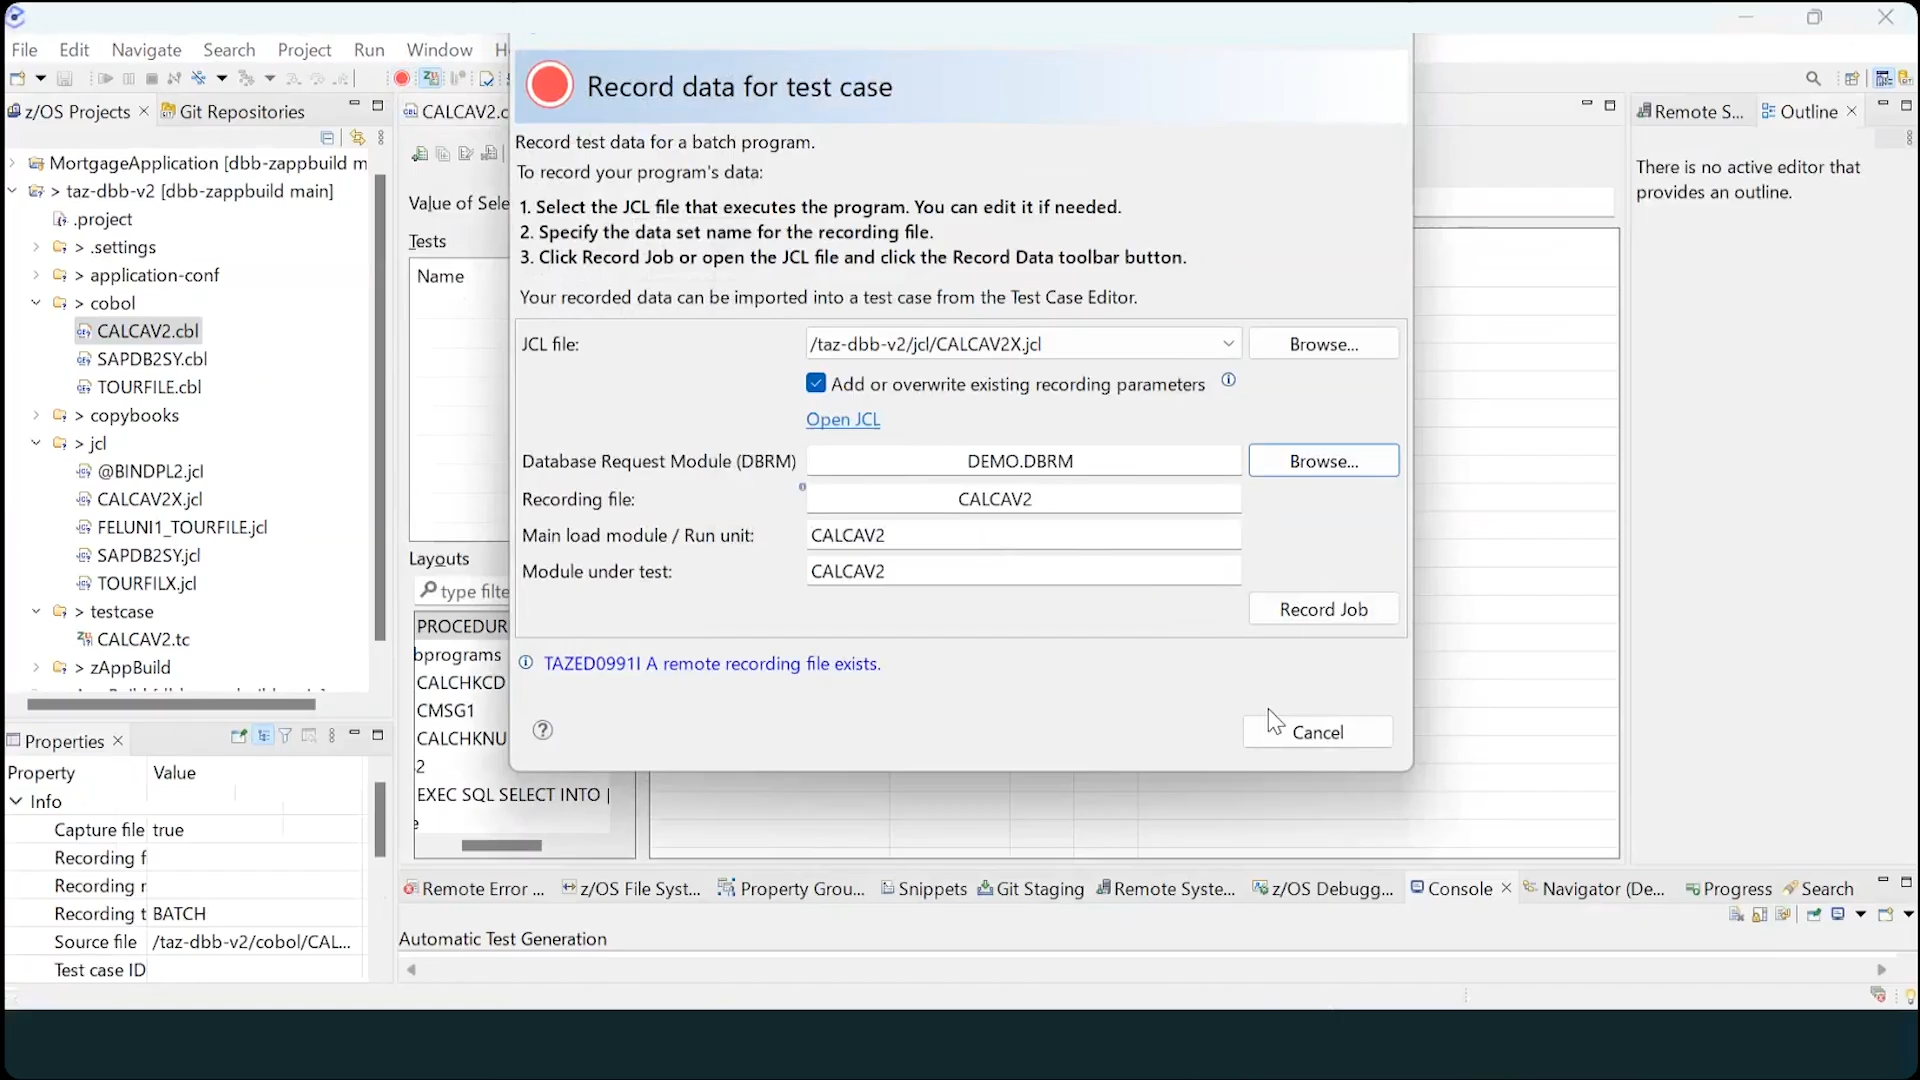 File Edit Navigate Search Project Run Window
z/OS Projects Git Repositories
MortgageApplication [dbb-zappbuild m
> taz-dbb-v2 [dbb-zappbuild main]
.project
> .settings
> application-conf
> cobol
CALCAV2.cbl
SAPDB2SY.cbl
TOURFILE.cbl
> copybooks
> jcl
@BINDPL2.jcl
CALCAV2X.jcl
FELUNI1_TOURFILE.jcl
SAPDB2SY.jcl
TOURFILX.jcl
> testcase
CALCAV2.tc
> zAppBuild
Properties
Property Value
Info
Capture file true
Recording f
Recording r
Recording t BATCH
Source file /taz-dbb-v2/cobol/CAL...
Test case ID
CALCAV2.c
Value of Sele
Tests
Name
Layouts
type filte
PROCEDUR
bprograms
CALCHKCD
CMSG1
CALCHKNU
2
EXEC SQL SELECT INTO |
Record data for test case
Record test data for a batch program.
To record your program's data:
1. Select the JCL file that executes the program. You can edit it if needed.
2. Specify the data set name for the recording file.
3. Click Record Job or open the JCL file and click the Record Data toolbar button.
Your recorded data can be imported into a test case from the Test Case Editor.
JCL file: /taz-dbb-v2/jcl/CALCAV2X.jcl Browse...
Add or overwrite existing recording parameters
Open JCL
Database Request Module (DBRM) DEMO.DBRM Browse...
Recording file: CALCAV2
Main load module / Run unit: CALCAV2
Module under test: CALCAV2
Record Job
TAZED0991I A remote recording file exists.
Cancel
Remote S... Outline
There is no active editor that
provides an outline.
Remote Error ... z/OS File Syst... Property Grou... Snippets Git Staging Remote Syste... z/OS Debugg... Console Navigator (De... Progress Search
Automatic Test Generation